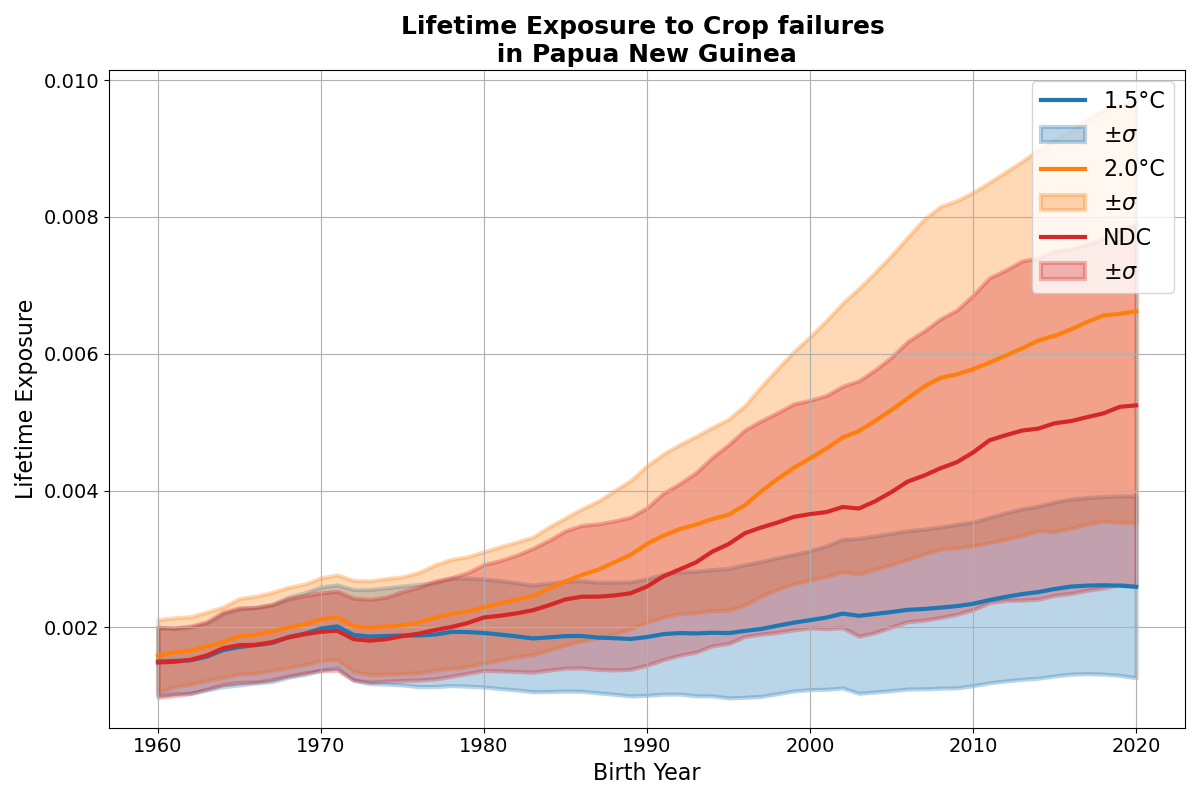 Lifetime Exposure to Crop failures
in Papua New Guinea
0.010
0.008
0.006
0.004
0.002
Lifetime Exposure
1960
1970
1980
1990
2000
2010
2020
Birth Year
1.5°C
±σ
2.0°C
±σ
NDC
±σ